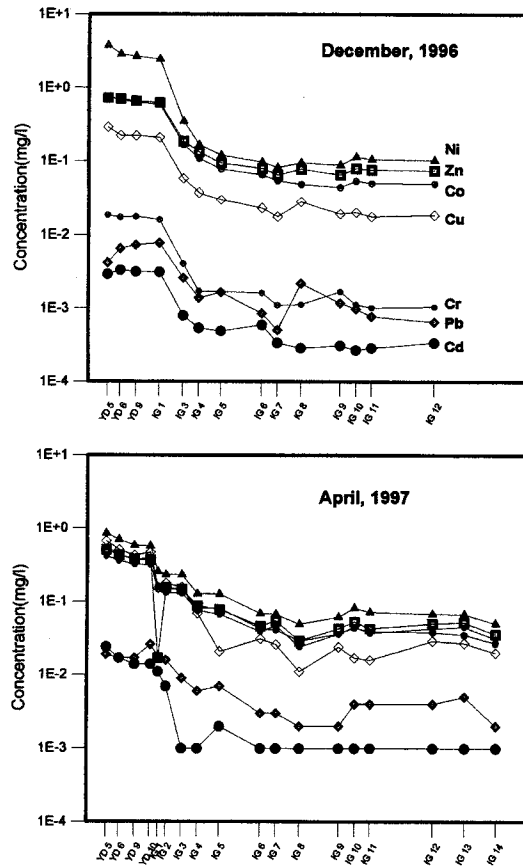 1E+1
December, 1996
1E+0
Ni
1E-1
Zn
Co
Cu
Concentration(mg/l)
1E-2
Cr
1E-3
Pb
Cd
1E-4
YD 5 YD 6 YD 9 IG 1 IG 3 IG 4 IG 5 IG 6 IG 7 IG 8 IG 9 IG 10 IG 11 IG 12
1E+1
April, 1997
1E+0
1E-1
Concentration(mg/l)
1E-2
1E-3
1E-4
YD 5 YD 6 YD 9 YD 10 IG 2 IG 3 IG 4 IG 5 IG 6 IG 7 IG 8 IG 9 IG 10 IG 11 IG 12 IG 13 IG 14